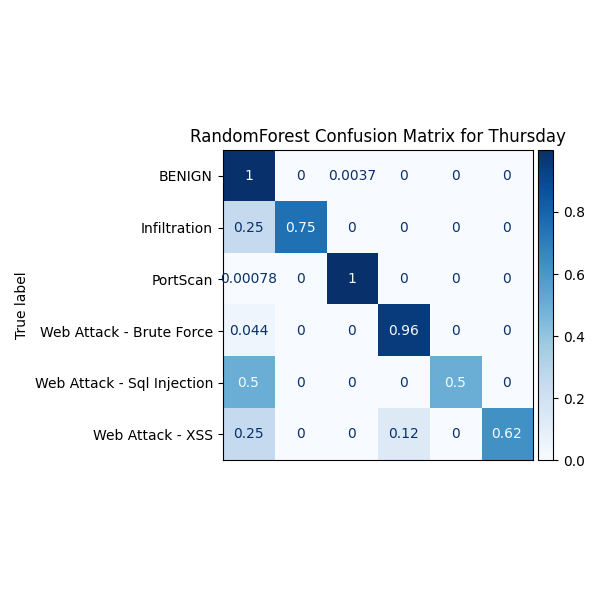 RandomForest Confusion Matrix for Thursday
True label
BENIGN 1 0 0.0037 0 0 0
Infiltration 0.25 0.75 0 0 0 0
PortScan 0.00078 0 1 0 0 0
Web Attack - Brute Force 0.044 0 0 0.96 0 0
Web Attack - Sql Injection 0.5 0 0 0 0.5 0
Web Attack - XSS 0.25 0 0 0.12 0 0.62
0.8
0.6
0.4
0.2
0.0